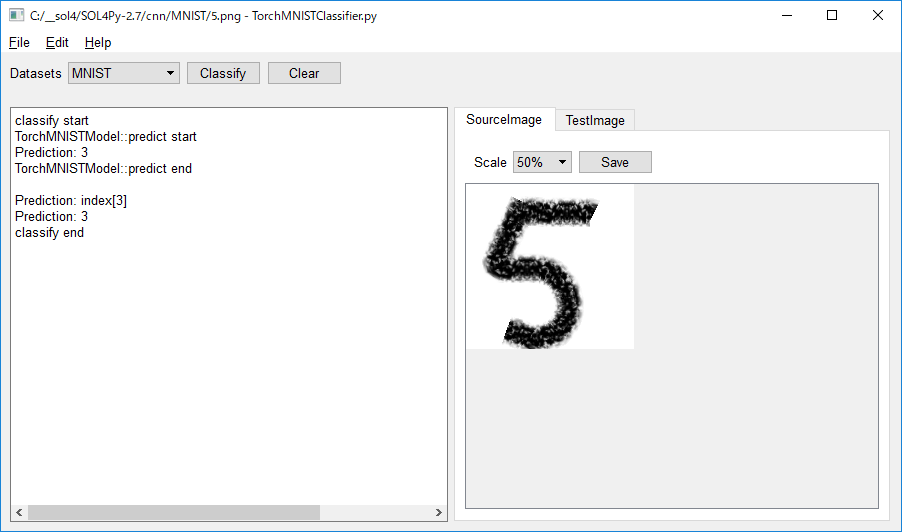 C:/__sol4/SOL4Py-2.7/cnn/MNIST/5.png - TorchMNISTClassifier.py
File Edit Help
Datasets MNIST Classify Clear
classify start
TorchMNISTModel::predict start
Prediction: 3
TorchMNISTModel::predict end
Prediction: index[3]
Prediction: 3
classify end
SourceImage TestImage
Scale 50% Save
5